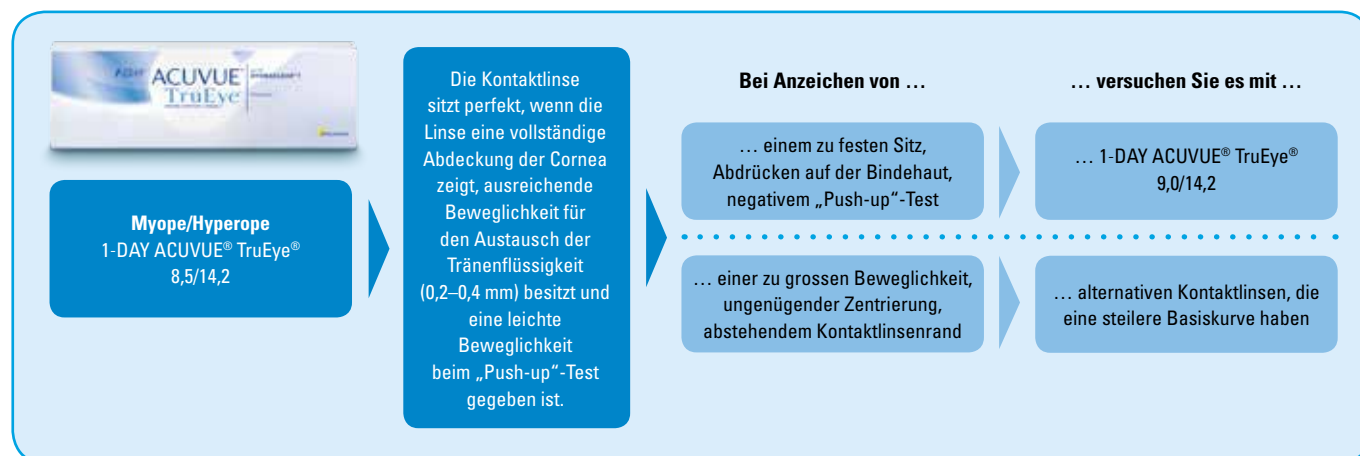 ACUVUE
TruEye
Myope/Hyperope
1-DAY ACUVUE® TruEye®
8,5/14,2
Die Kontaktlinse
sitzt perfekt, wenn die
Linse eine vollständige
Abdeckung der Cornea
zeigt, ausreichende
Beweglichkeit für
den Austausch der
Tränenflüssigkeit
(0,2–0,4 mm) besitzt und
eine leichte
Beweglichkeit
beim „Push-up“-Test
gegeben ist.
Bei Anzeichen von …
… einem zu festen Sitz,
Abdrücken auf der Bindehaut,
negativem „Push-up“-Test
… einer zu grossen Beweglichkeit,
ungenügender Zentrierung,
abstehendem Kontaktlinsenrand
… versuchen Sie es mit …
… 1-DAY ACUVUE® TruEye®
9,0/14,2
… alternativen Kontaktlinsen, die
eine steilere Basiskurve haben